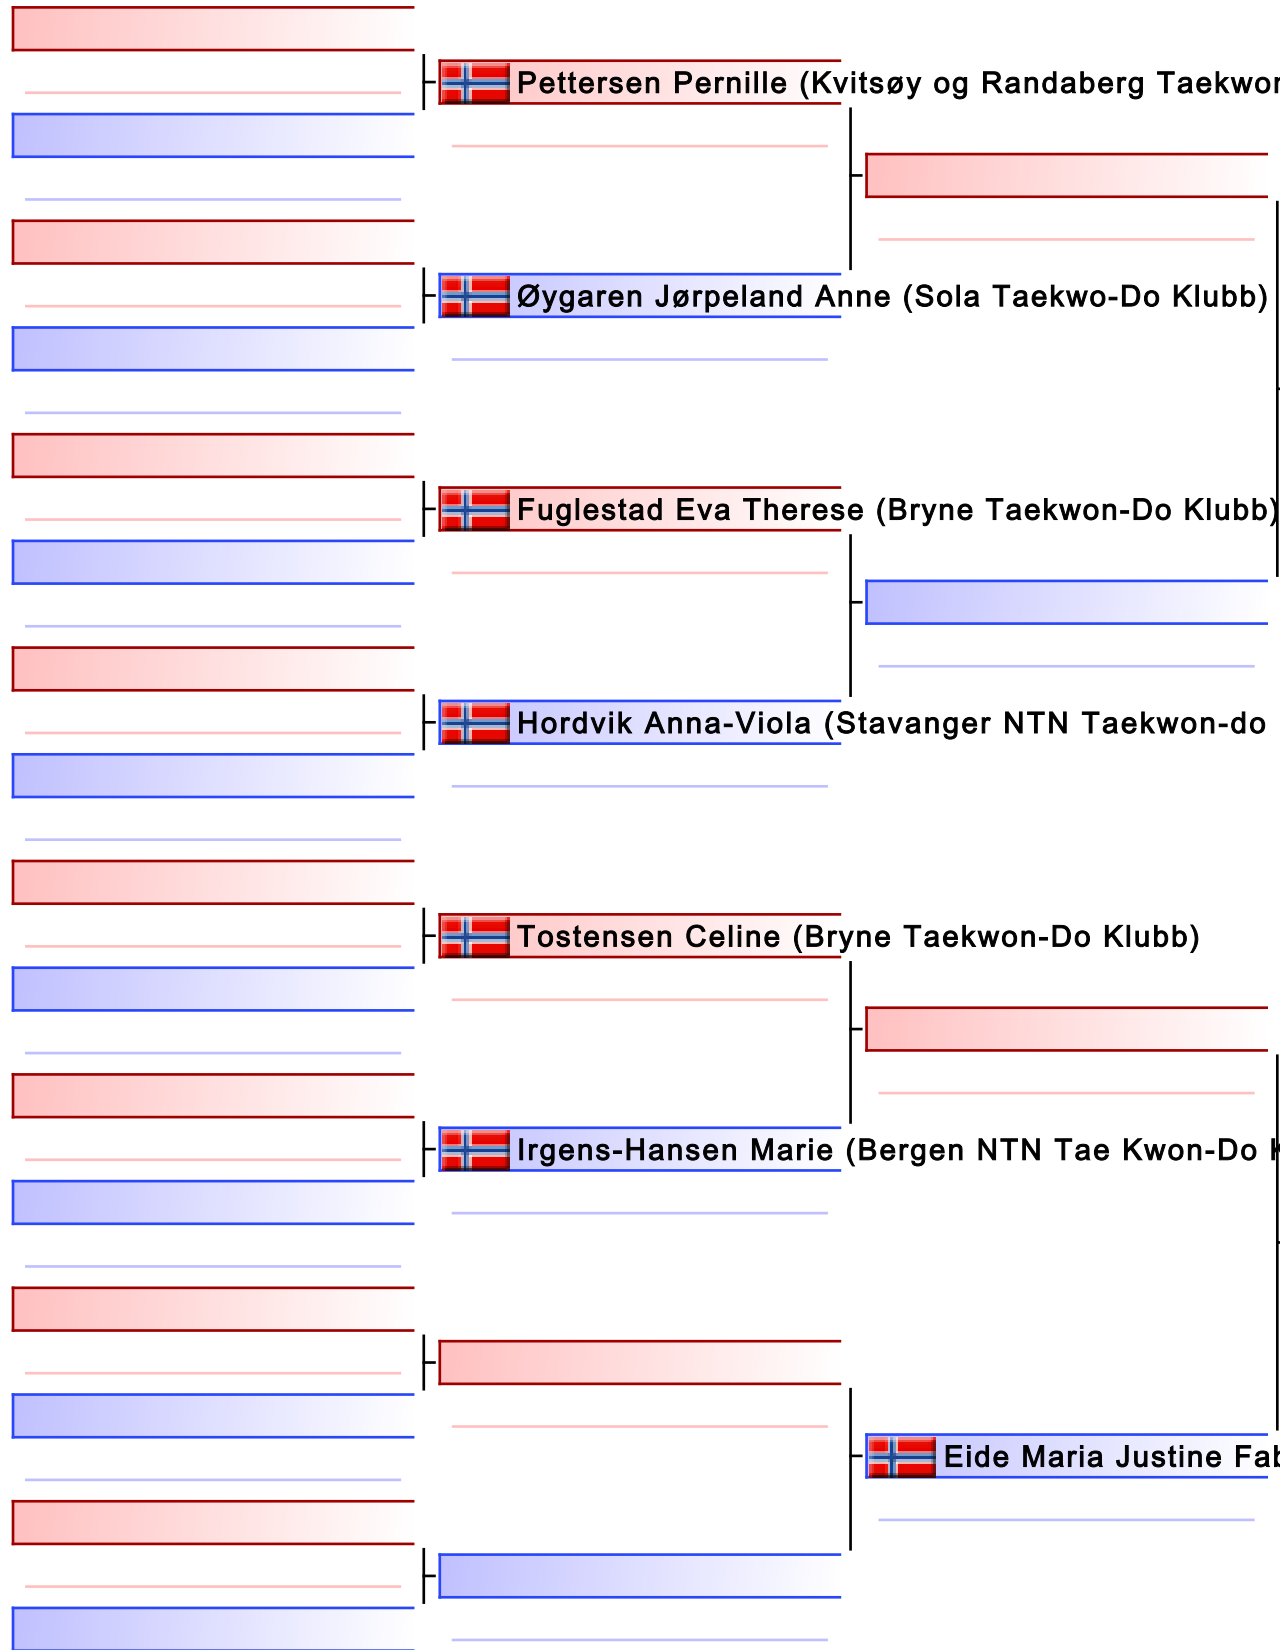 Pettersen Pernille (Kvitsøy og Randaberg Taekwon
Øygaren Jørpeland Anne (Sola Taekwo-Do Klubb)
Fuglestad Eva Therese (Bryne Taekwon-Do Klubb)
Hordvik Anna-Viola (Stavanger NTN Taekwon-do
Tostensen Celine (Bryne Taekwon-Do Klubb)
Irgens-Hansen Marie (Bergen NTN Tae Kwon-Do
Eide Maria Justine